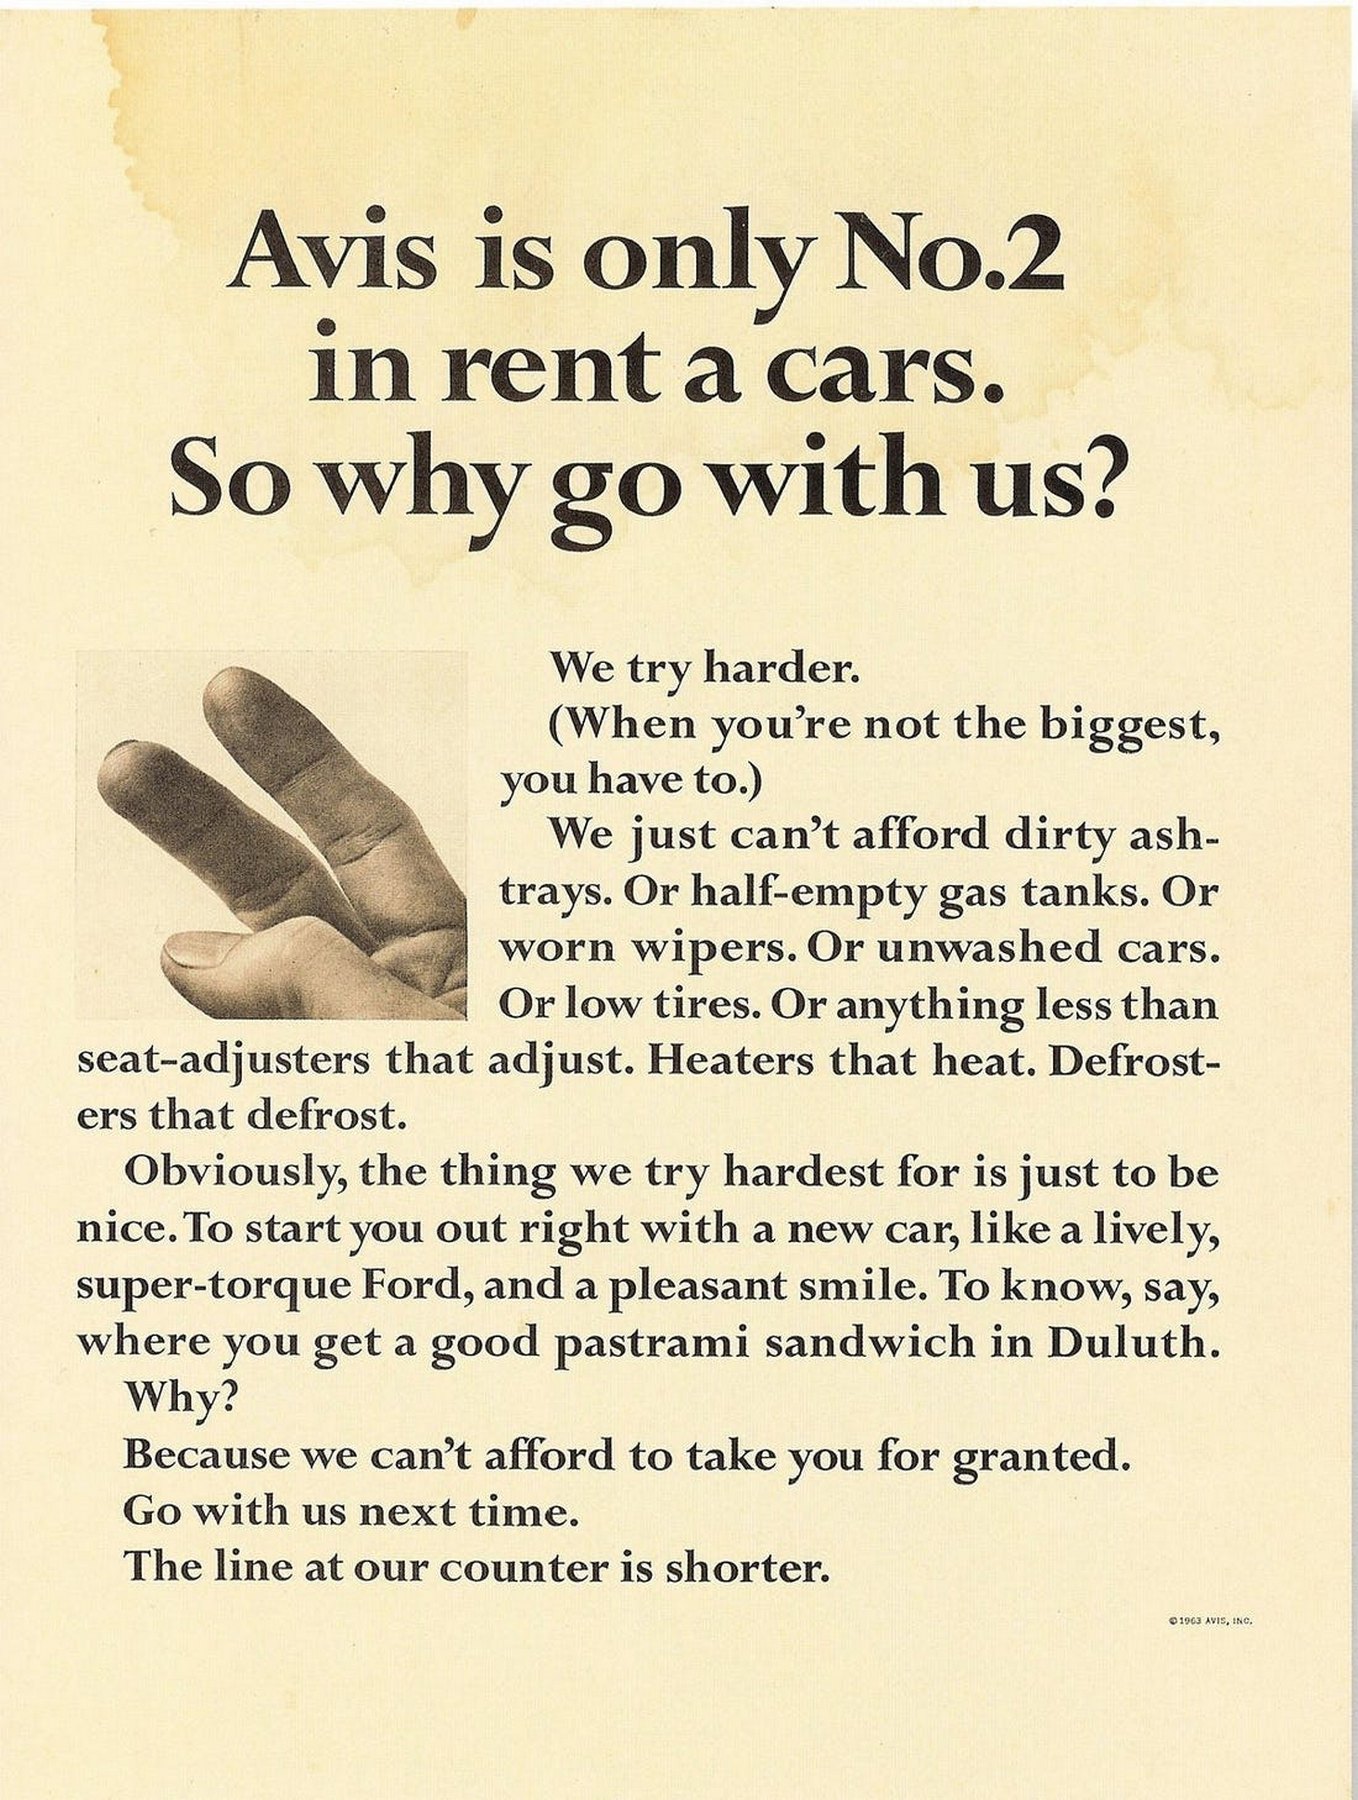 Avis is only No.2
in rent a cars.
So why go with us?
We try harder.
(When you're not the biggest,
you have to.)
We just can't afford dirty ash-
trays. Or half-empty gas tanks. Or
worn wipers. Or unwashed cars.
Or low tires. Or anything less than
seat-adjusters that adjust. Heaters that heat. Defrost-
ers that defrost.
Obviously, the thing we try hardest for is just to be
nice. To start you out right with a new car, like a lively,
super-torque Ford, and a pleasant smile. To know, say,
where you get a good pastrami sandwich in Duluth.
Why?
Because we can't afford to take you for granted.
Go with us next time.
The line at our counter is shorter.
© 1963 AVIS, INC.